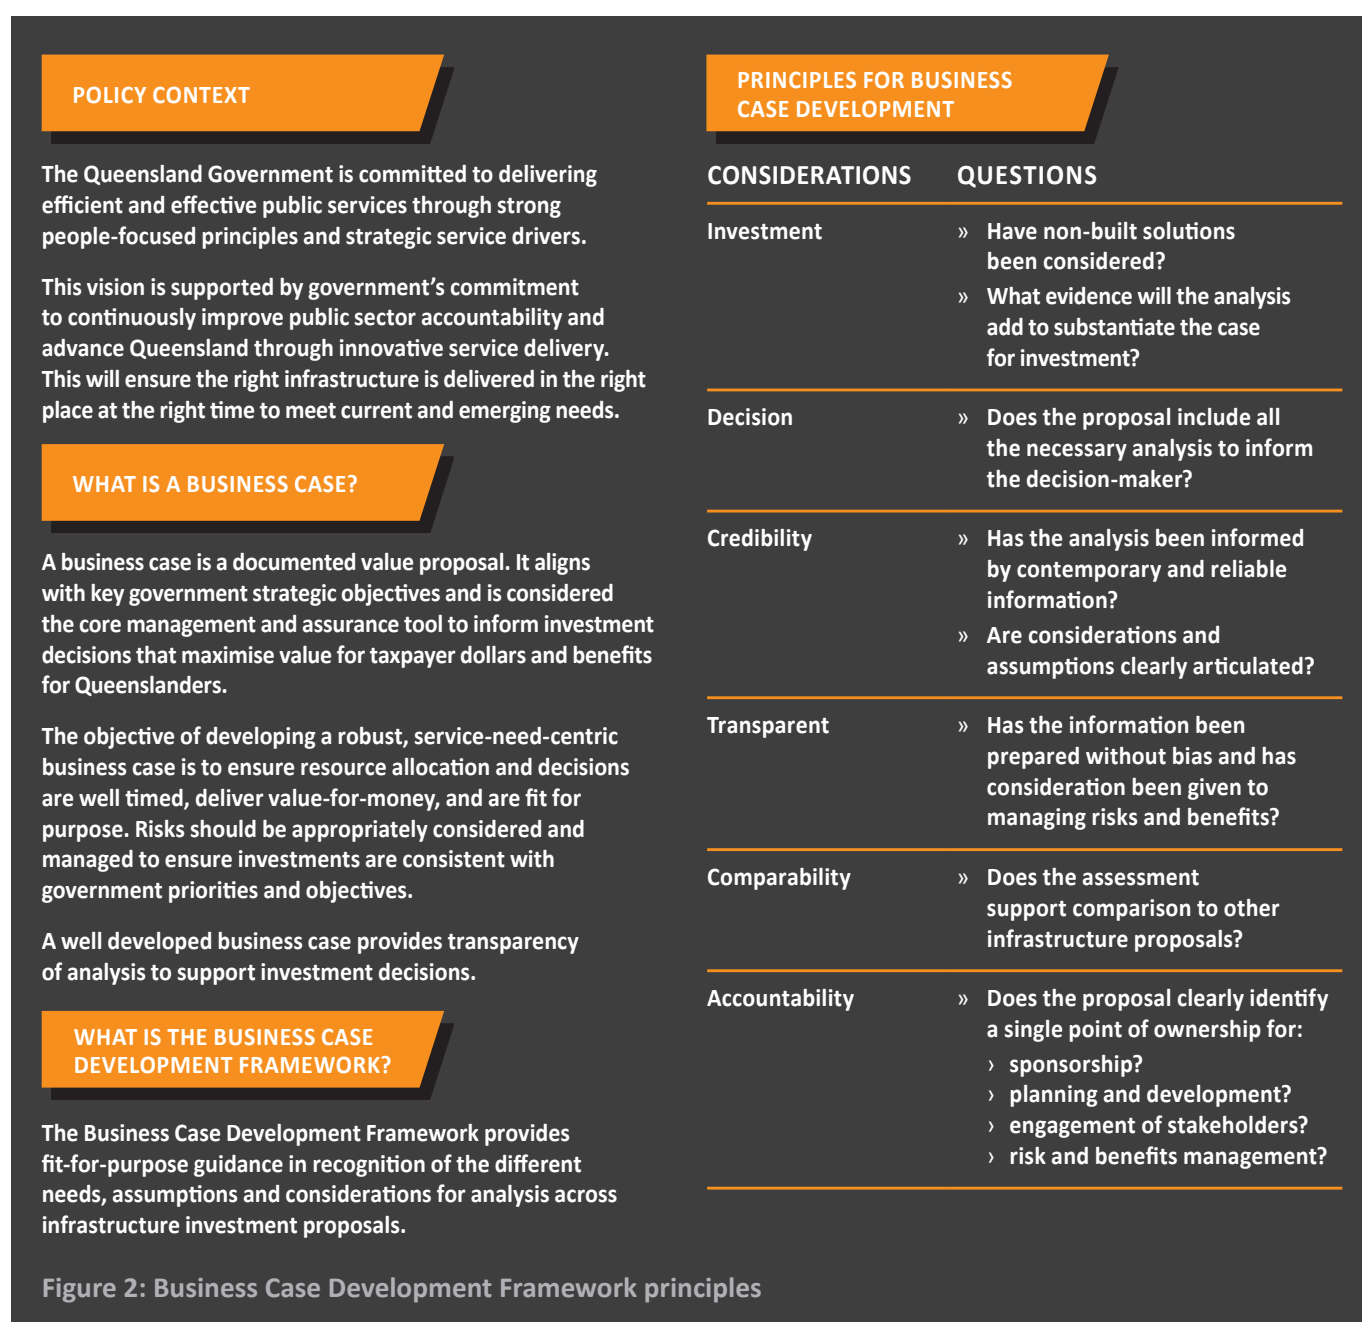 POLICY CONTEXT
The Queensland Government is committed to delivering
efficient and effective public services through strong
people-focused principles and strategic service drivers.
This vision is supported by government's commitment
to continuously improve public sector accountability and
advance Queensland through innovative service delivery.
This will ensure the right infrastructure is delivered in the right
place at the right time to meet current and emerging needs.
WHAT IS A BUSINESS CASE?
A business case is a documented value proposal. It aligns
with key government strategic objectives and is considered
the core management and assurance tool to inform investment
decisions that maximise value for taxpayer dollars and benefits
for Queenslanders.
The objective of developing a robust, service-need-centric
business case is to ensure resource allocation and decisions
are well timed, deliver value-for-money, and are fit for
purpose. Risks should be appropriately considered and
managed to ensure investments are consistent with
government priorities and objectives.
A well developed business case provides transparency
of analysis to support investment decisions.
WHAT IS THE BUSINESS CASE
DEVELOPMENT FRAMEWORK?
The Business Case Development Framework provides
fit-for-purpose guidance in recognition of the different
needs, assumptions and considerations for analysis across
infrastructure investment proposals.
PRINCIPLES FOR BUSINESS
CASE DEVELOPMENT
CONSIDERATIONS QUESTIONS
Investment » Have non-built solutions
been considered?
» What evidence will the analysis
add to substantiate the case
for investment?
Decision » Does the proposal include all
the necessary analysis to inform
the decision-maker?
Credibility » Has the analysis been informed
by contemporary and reliable
information?
» Are considerations and
assumptions clearly articulated?
Transparent » Has the information been
prepared without bias and has
consideration been given to
managing risks and benefits?
Comparability » Does the assessment
support comparison to other
infrastructure proposals?
Accountability » Does the proposal clearly identify
a single point of ownership for:
› sponsorship?
› planning and development?
› engagement of stakeholders?
› risk and benefits management?
Figure 2: Business Case Development Framework principles